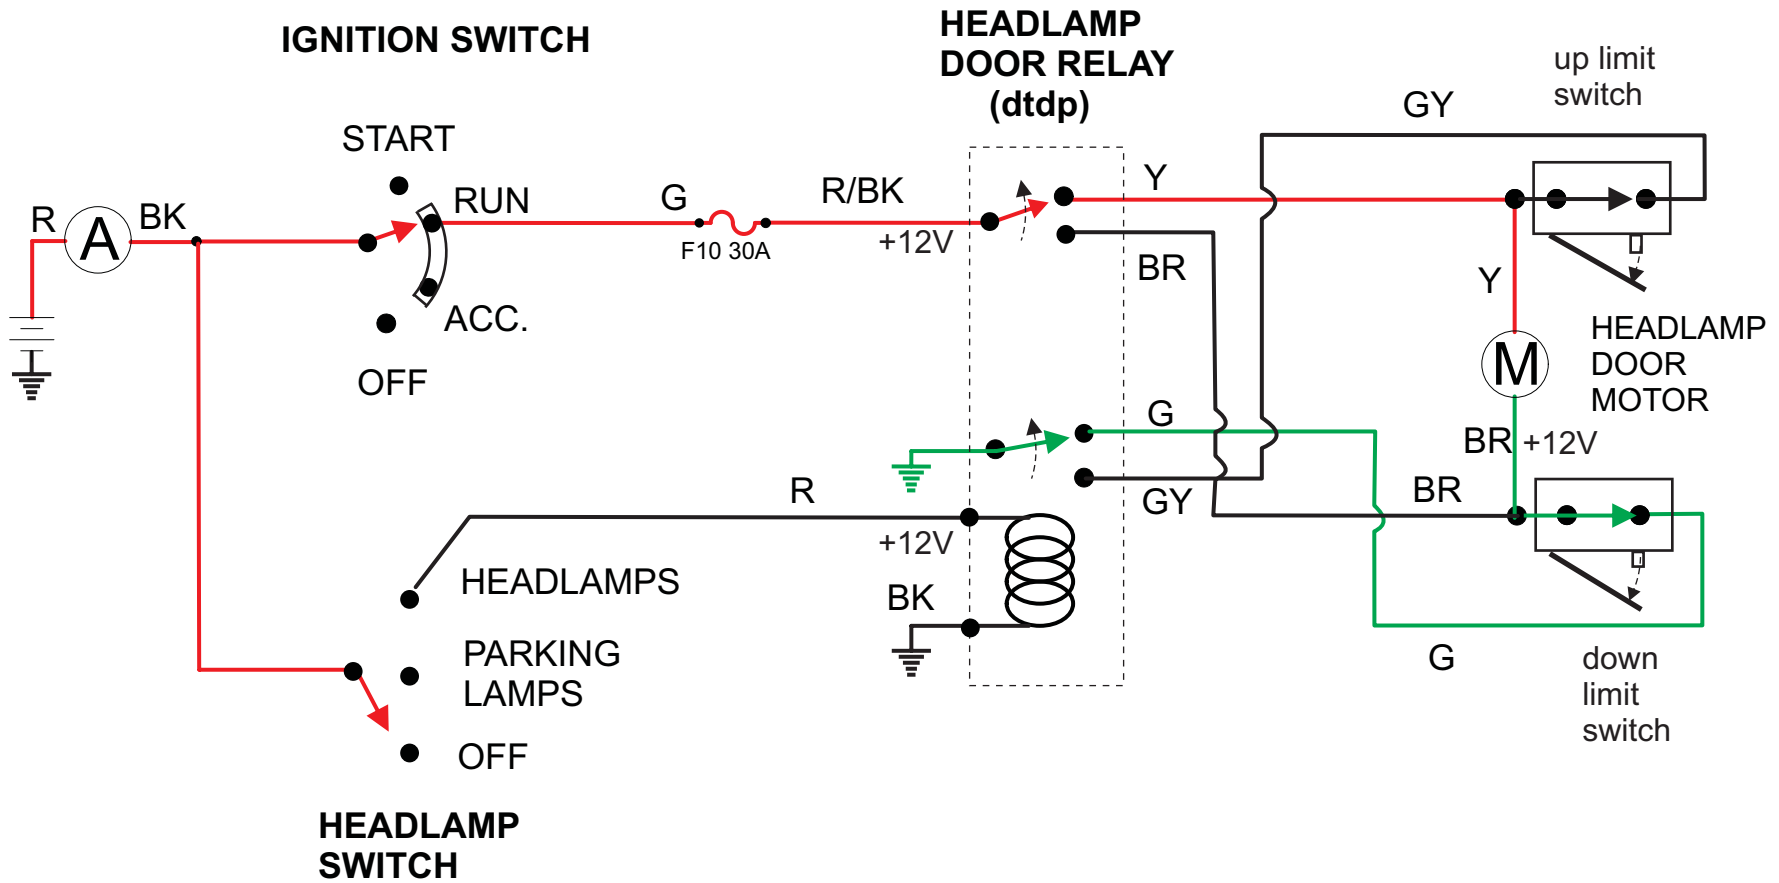 IGNITION SWITCH
HEADLAMP
DOOR RELAY
(dtdp)
up limit
switch
GY
START
R
A
BK
RUN
G
R/BK
Y
F10 30A
+12V
BR
ACC.
Y
OFF
HEADLAMP
DOOR
MOTOR
M
G
BR
+12V
R
GY
BR
+12V
HEADLAMPS
BK
PARKING
LAMPS
G
down
limit
switch
OFF
HEADLAMP
SWITCH